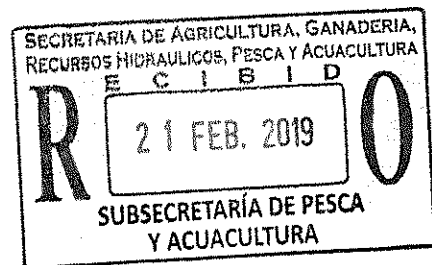 SECRETARIA DE AGRICULTURA, GANADERIA,
RECURSOS HIDRAULICOS, PESCA Y ACUACULTURA
R E C I B I D O
21 FEB. 2019
SUBSECRETARÍA DE PESCA
Y ACUACULTURA